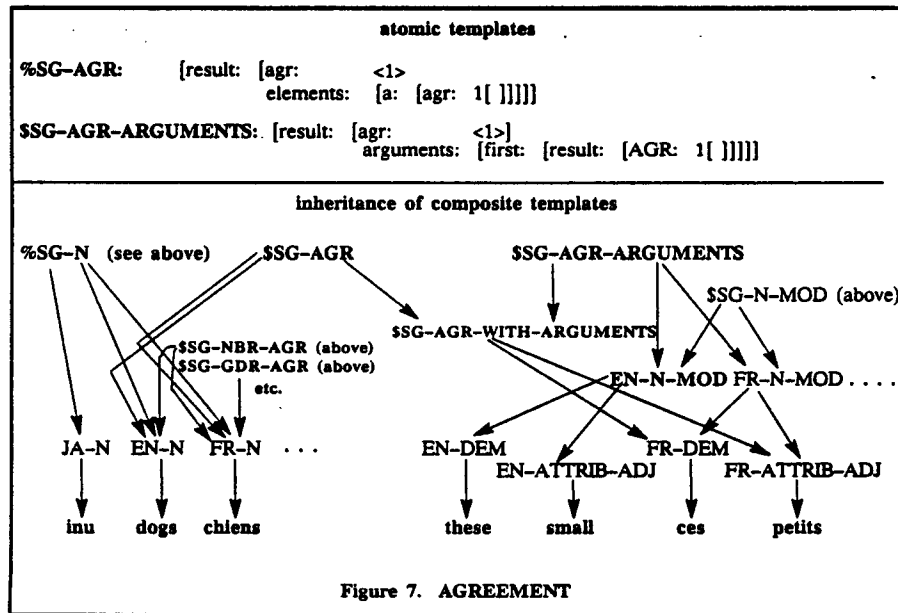 atomic templates
%SG-AGR: [result: [agr: <1>
elements: [a: [agr: 1[ ]]]]]
$SG-AGR-ARGUMENTS: [result: [agr: <1>]
arguments: [first: [result: [AGR: 1[ ]]]]]
inheritance of composite templates
%SG-N (see above) $SG-AGR $SG-AGR-ARGUMENTS
$SG-N-MOD (above)
$SG-AGR-WITH-ARGUMENTS
$SG-NBR-AGR (above)
$SG-GDR-AGR (above)
etc.
EN-N-MOD FR-N-MOD ....
JA-N EN-N FR-N ... EN-DEM FR-DEM
EN-ATTRIB-ADJ FR-ATTRIB-ADJ
inu dogs chiens these small ces petits
Figure 7. AGREEMENT